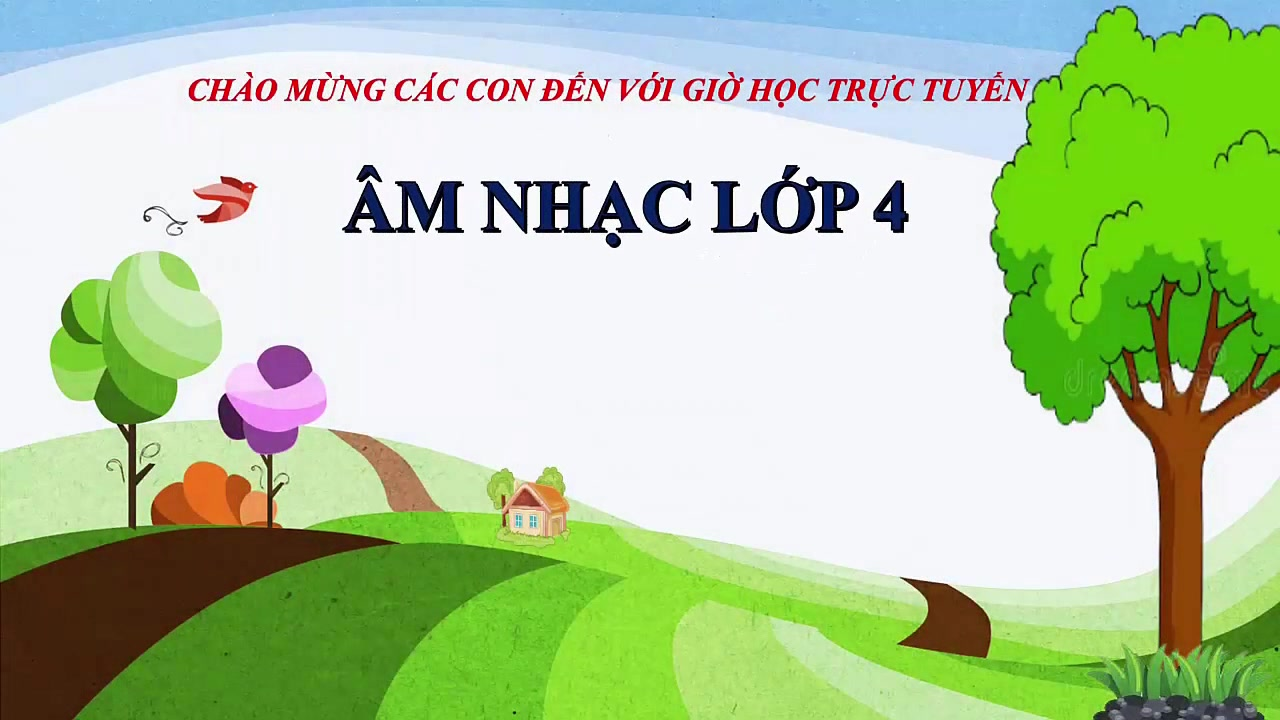 CHÀO MỪNG CÁC CON ĐẾN VỚI GIỜ HỌC TRỰC TUYẾN
ÂM NHẠC LỚP 4